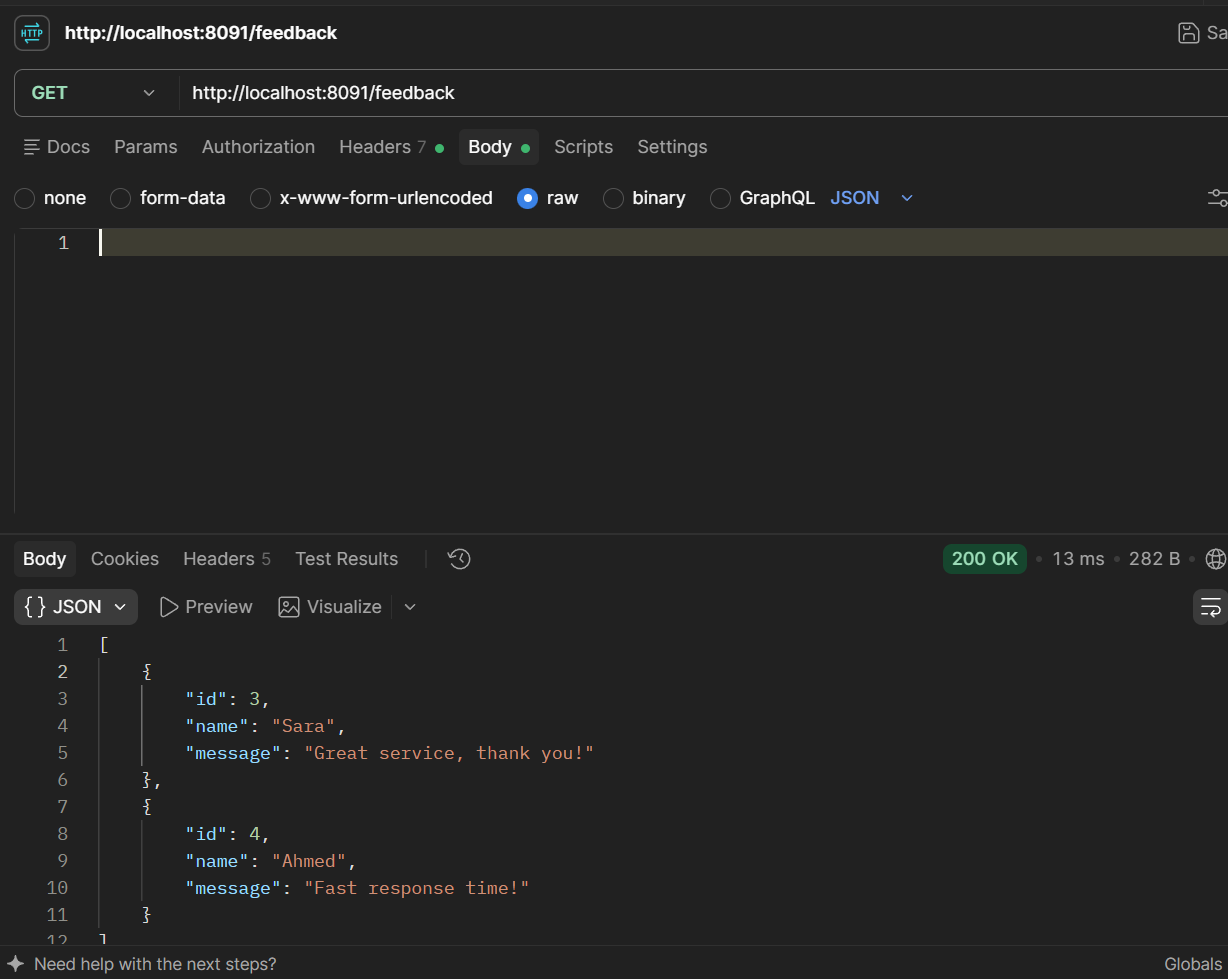 HTTP http://localhost:8091/feedback Sa
GET http://localhost:8091/feedback
Docs Params Authorization Headers 7 Body Scripts Settings
none form-data x-www-form-urlencoded raw binary GraphQL JSON
1
Body Cookies Headers 5 Test Results 200 OK • 13 ms • 282 B •
{ } JSON Preview Visualize
1 [
2 {
3 "id": 3,
4 "name": "Sara",
5 "message": "Great service, thank you!"
6 },
7 {
8 "id": 4,
9 "name": "Ahmed",
10 "message": "Fast response time!"
11 }
12 ]
Need help with the next steps? Globals